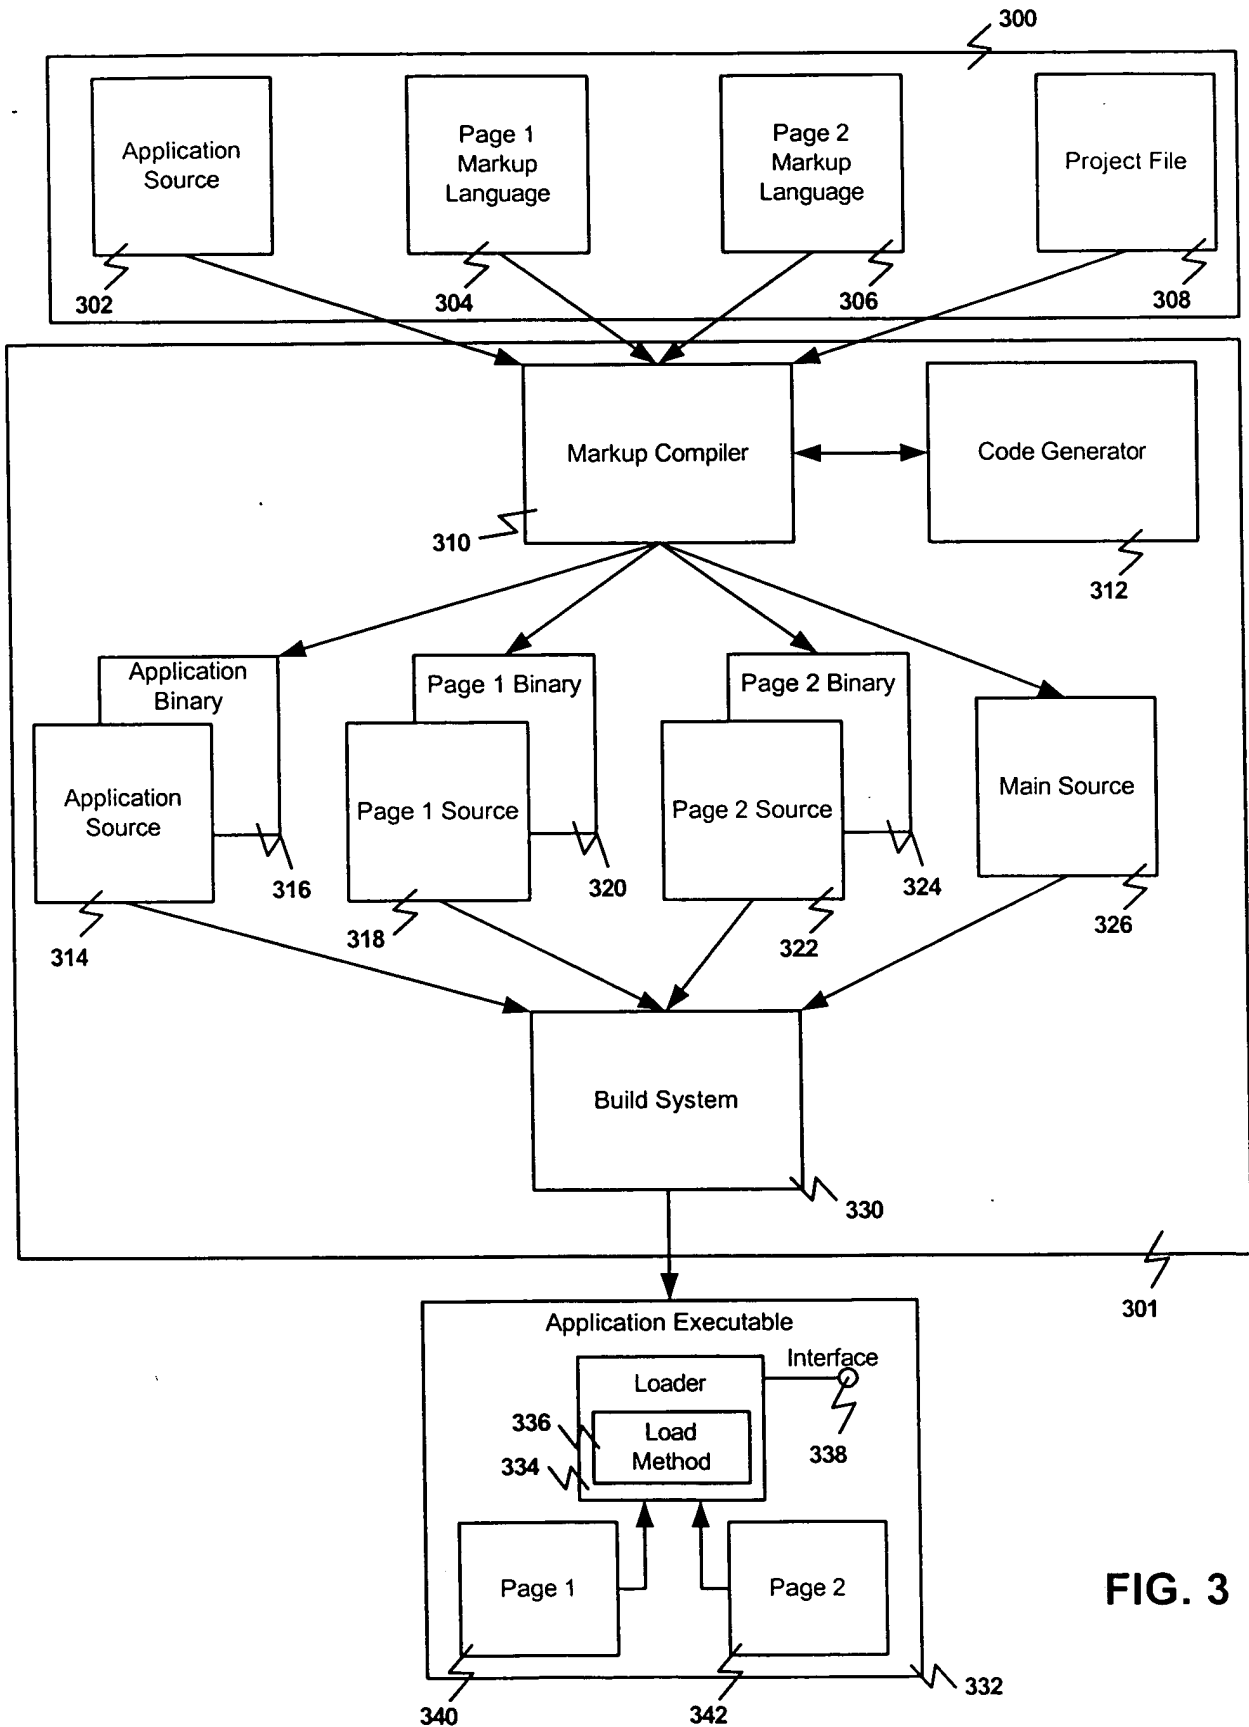 300
Application
Source
Page 1
Markup
Language
Page 2
Markup
Language
Project File
302
304
306
308
Markup Compiler
Code Generator
310
312
Application
Binary
Page 1 Binary
Page 2 Binary
Application
Source
Page 1 Source
Page 2 Source
Main Source
316
320
324
326
314
318
322
Build System
330
301
Application Executable
Interface
Loader
336
Load
Method
338
334
Page 1
Page 2
FIG. 3
340
342
332